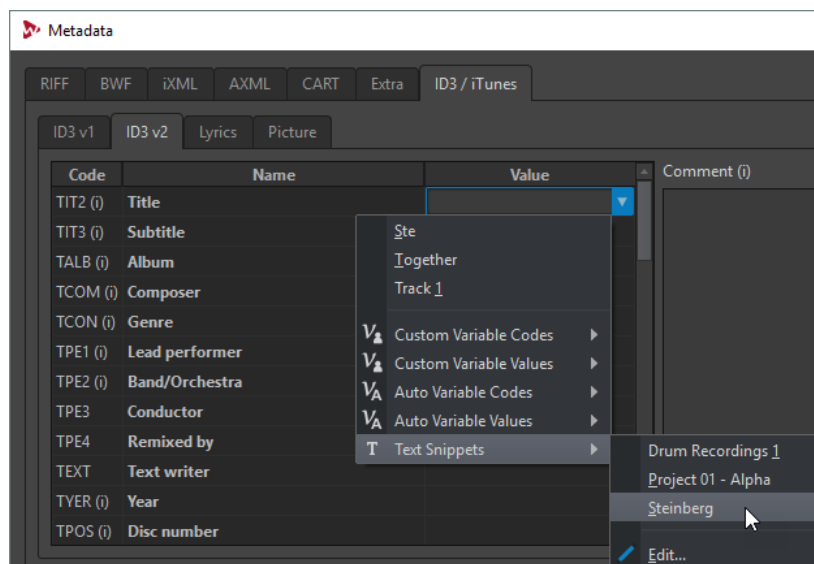 Metadata
RIFF BWF iXML AXML CART Extra ID3 / iTunes
ID3 v1 ID3 v2 Lyrics Picture
Code Name Value Comment (i)
TIT2 (i) Title
TIT3 (i) Subtitle
TALB (i) Album
TCOM (i) Composer
TCON (i) Genre
TPE1 (i) Lead performer
TPE2 (i) Band/Orchestra
TPE3 Conductor
TPE4 Remixed by
TEXT Text writer
TYER (i) Year
TPOS (i) Disc number
Ste
Together
Track 1
Custom Variable Codes
Custom Variable Values
Auto Variable Codes
Auto Variable Values
T Text Snippets
Drum Recordings 1
Project 01 - Alpha
Steinberg
Edit...